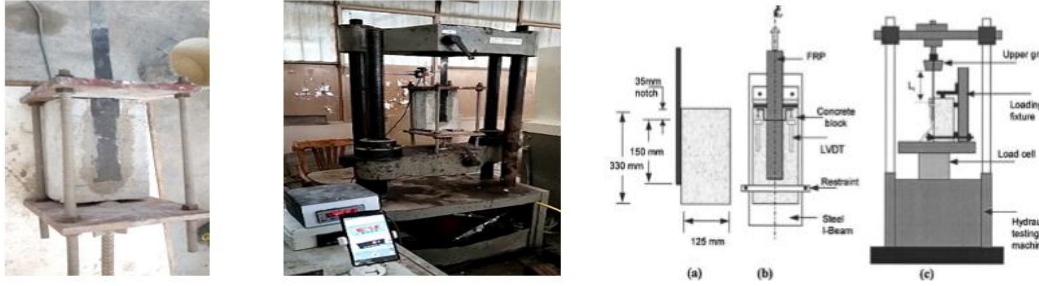 FRP
35mm
notch
Concrete
block
150 mm
LVDT
330 mm
Restraint
Steel
I-Beam
125 mm
(a)
(b)
Upper gr
Loading
fixture
Load cell
Hydrau
testing
machin
(c)